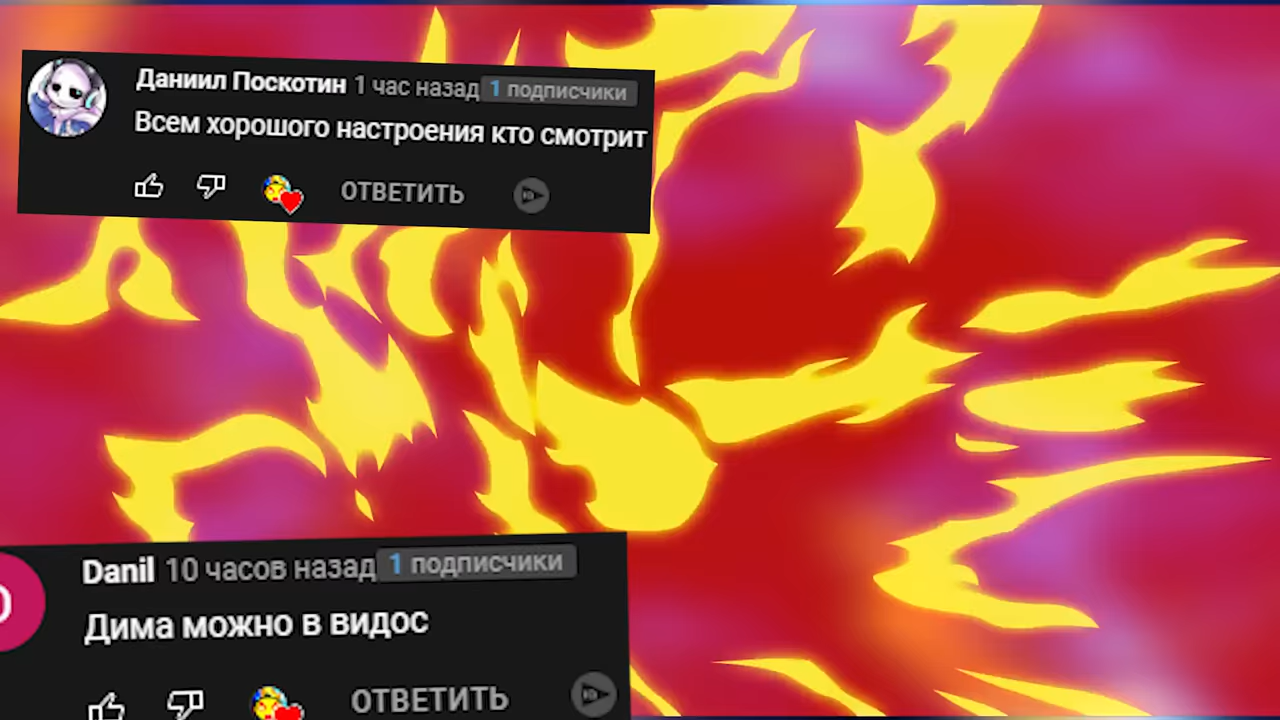 Даниил Поскотин 1 час назад 1 подписчики
Всем хорошого настроения кто смотрит
ОТВЕТИТЬ
Danil 10 часов назад 1 подписчики
Дима можно в видос
ОТВЕТИТЬ